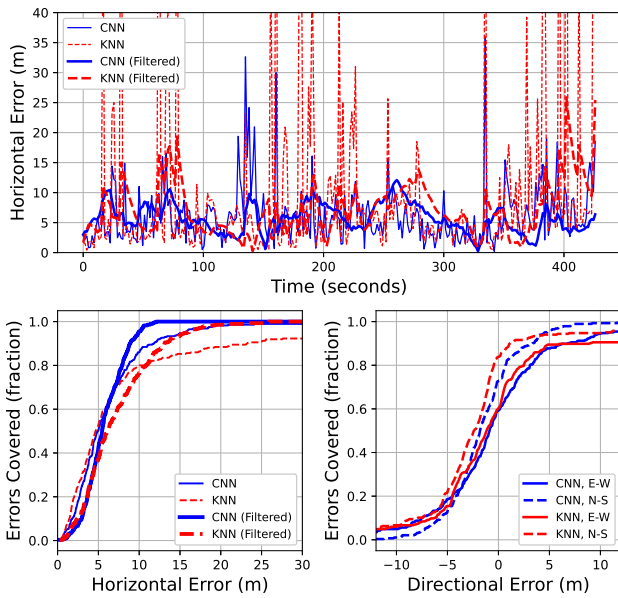 40
35
30
25
20
15
10
5
0
Horizontal Error (m)
CNN
KNN
CNN (Filtered)
KNN (Filtered)
0 100 200 300 400
Time (seconds)
1.0
0.8
0.6
0.4
0.2
0.0
Errors Covered (fraction)
CNN
KNN
CNN (Filtered)
KNN (Filtered)
0 5 10 15 20 25 30
Horizontal Error (m)
1.0
0.8
0.6
0.4
0.2
0.0
Errors Covered (fraction)
CNN, E-W
CNN, N-S
KNN, E-W
KNN, N-S
−10 −5 0 5 10
Directional Error (m)